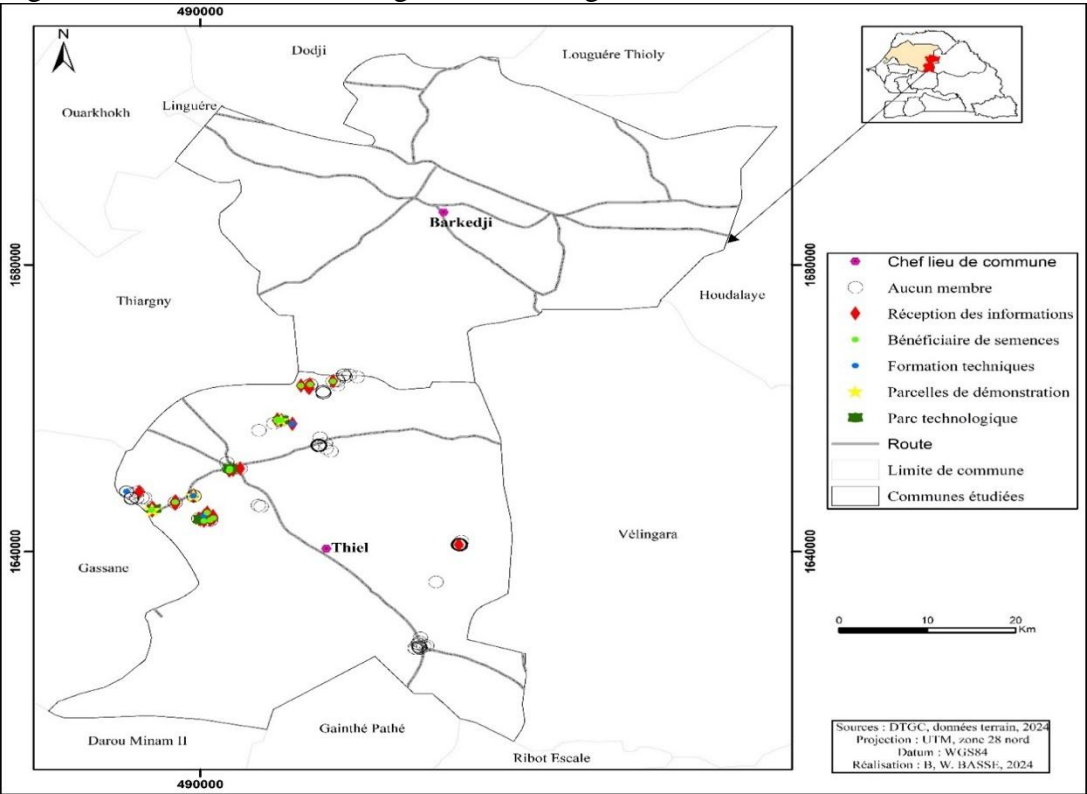 490000
N
Dodji
Louguére Thioly
Ouarkhokh
Linguére
Barkedji
1680000
1680000
Thiargny
Houdalaye
Chef lieu de commune
Aucun membre
Réception des informations
Bénéficiaire de semences
Formation techniques
Parcelles de démonstration
Parc technologique
Route
Limite de commune
Communes étudiées
Vélingara
1640000
Thiel
1640000
Gassane
0 10 20
Km
Gainthé Pathé
Darou Minam II
Ribot Escale
Sources : DTGC, données terrain, 2024
Projection : UTM, zone 28 nord
Datum : WGS84
Réalisation : B, W. BASSE, 2024
490000